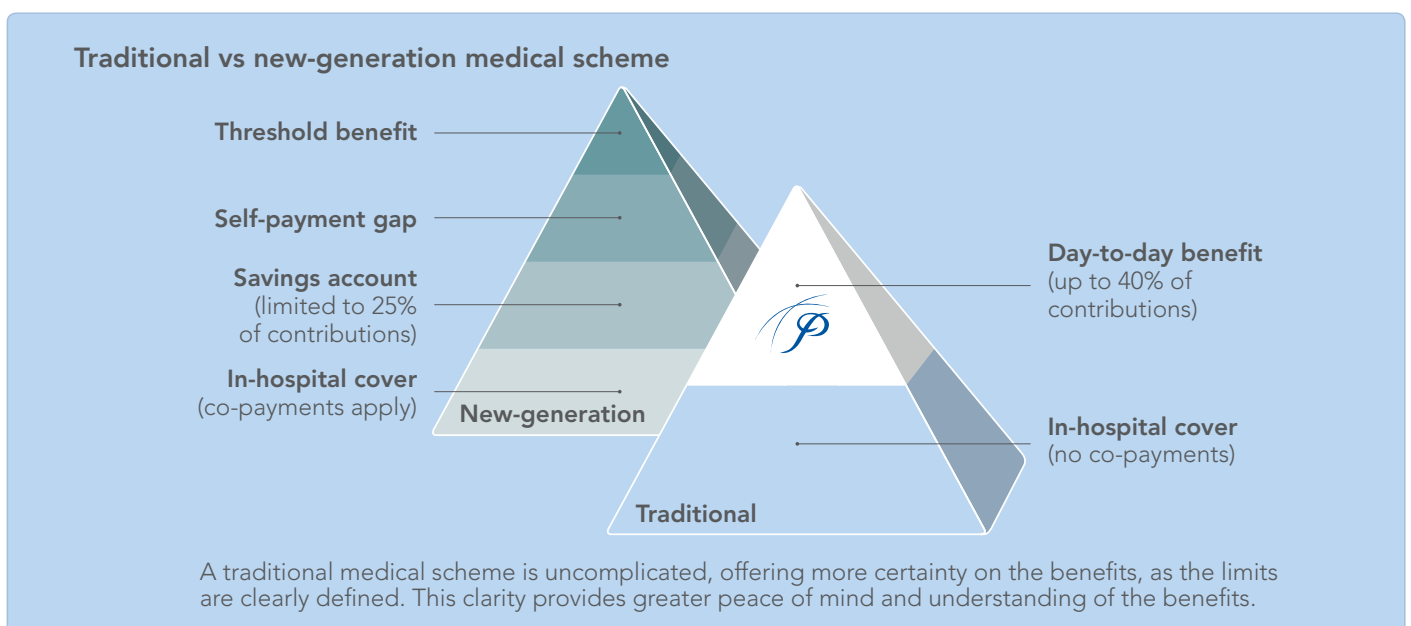 Traditional vs new-generation medical scheme
Threshold benefit
Self-payment gap
Savings account
(limited to 25%
of contributions)
In-hospital cover
(co-payments apply)
New-generation
Day-to-day benefit
(up to 40% of
contributions)
In-hospital cover
(no co-payments)
Traditional
P
A traditional medical scheme is uncomplicated, offering more certainty on the benefits, as the limits
are clearly defined. This clarity provides greater peace of mind and understanding of the benefits.